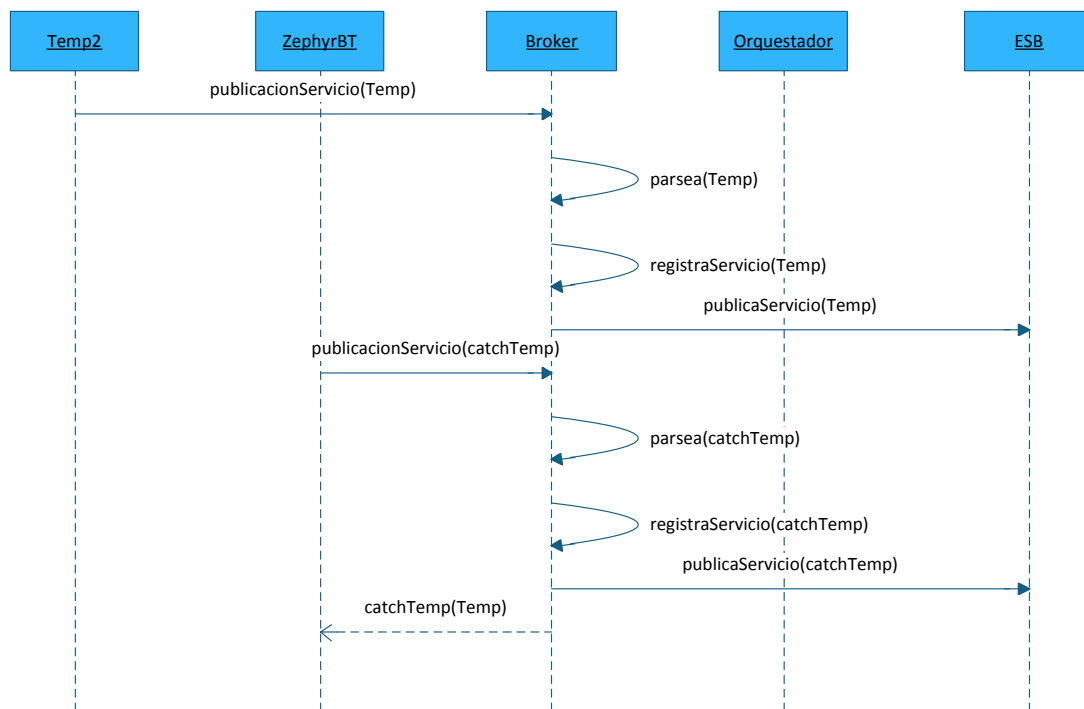 Temp2
ZephyrBT
Broker
Orquestador
ESB
publicacionServicio(Temp)
parsea(Temp)
registraServicio(Temp)
publicaServicio(Temp)
publicacionServicio(catchTemp)
parsea(catchTemp)
registraServicio(catchTemp)
publicaServicio(catchTemp)
catchTemp(Temp)